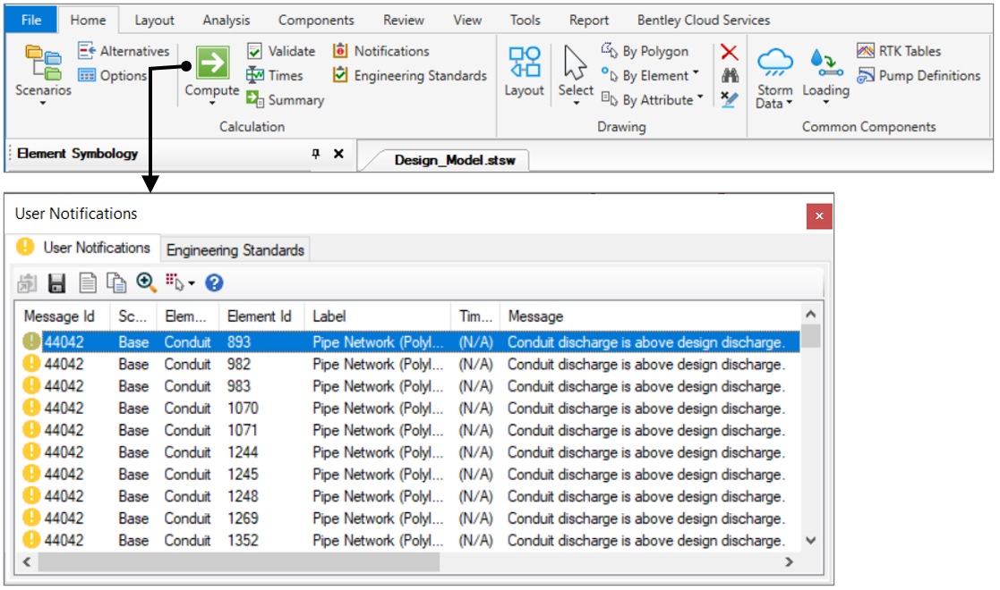 File Home Layout Analysis Components Review View Tools Report Bentley Cloud Services
Alternatives Validate Notifications By Polygon RTK Tables
Options Times Engineering Standards By Element Pump Definitions
Scenarios Compute Summary Layout Select By Attribute Storm Data Loading
Calculation Drawing Common Components
Element Symbology Design_Model.stsw
User Notifications
User Notifications Engineering Standards
Message Id Sc... Elem... Element Id Label Tim... Message
44042 Base Conduit 893 Pipe Network (Polyl... (N/A) Conduit discharge is above design discharge.
44042 Base Conduit 982 Pipe Network (Polyl... (N/A) Conduit discharge is above design discharge.
44042 Base Conduit 983 Pipe Network (Polyl... (N/A) Conduit discharge is above design discharge.
44042 Base Conduit 1070 Pipe Network (Polyl... (N/A) Conduit discharge is above design discharge.
44042 Base Conduit 1071 Pipe Network (Polyl... (N/A) Conduit discharge is above design discharge.
44042 Base Conduit 1244 Pipe Network (Polyl... (N/A) Conduit discharge is above design discharge.
44042 Base Conduit 1245 Pipe Network (Polyl... (N/A) Conduit discharge is above design discharge.
44042 Base Conduit 1248 Pipe Network (Polyl... (N/A) Conduit discharge is above design discharge.
44042 Base Conduit 1269 Pipe Network (Polyl... (N/A) Conduit discharge is above design discharge.
44042 Base Conduit 1352 Pipe Network (Polyl... (N/A) Conduit discharge is above design discharge.